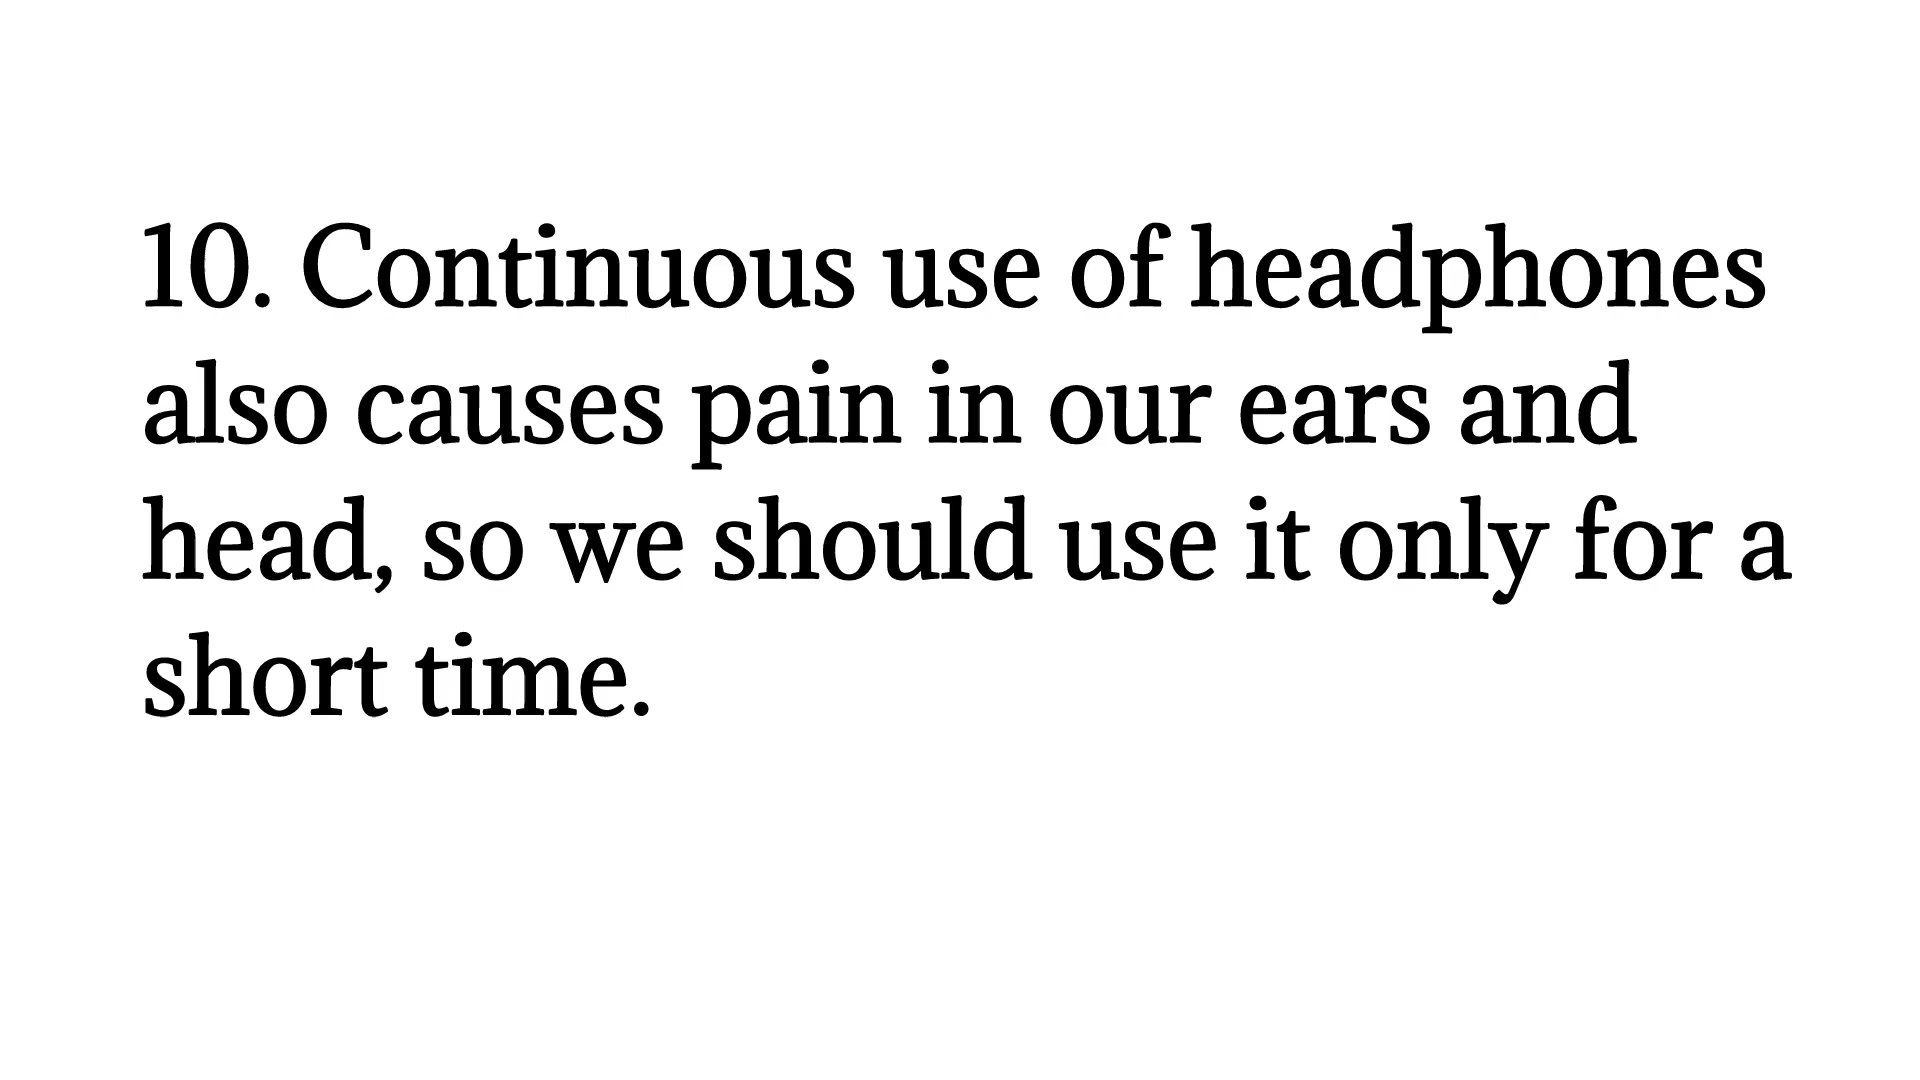 10. Continuous use of headphones
also causes pain in our ears and
head, so we should use it only for a
short time.